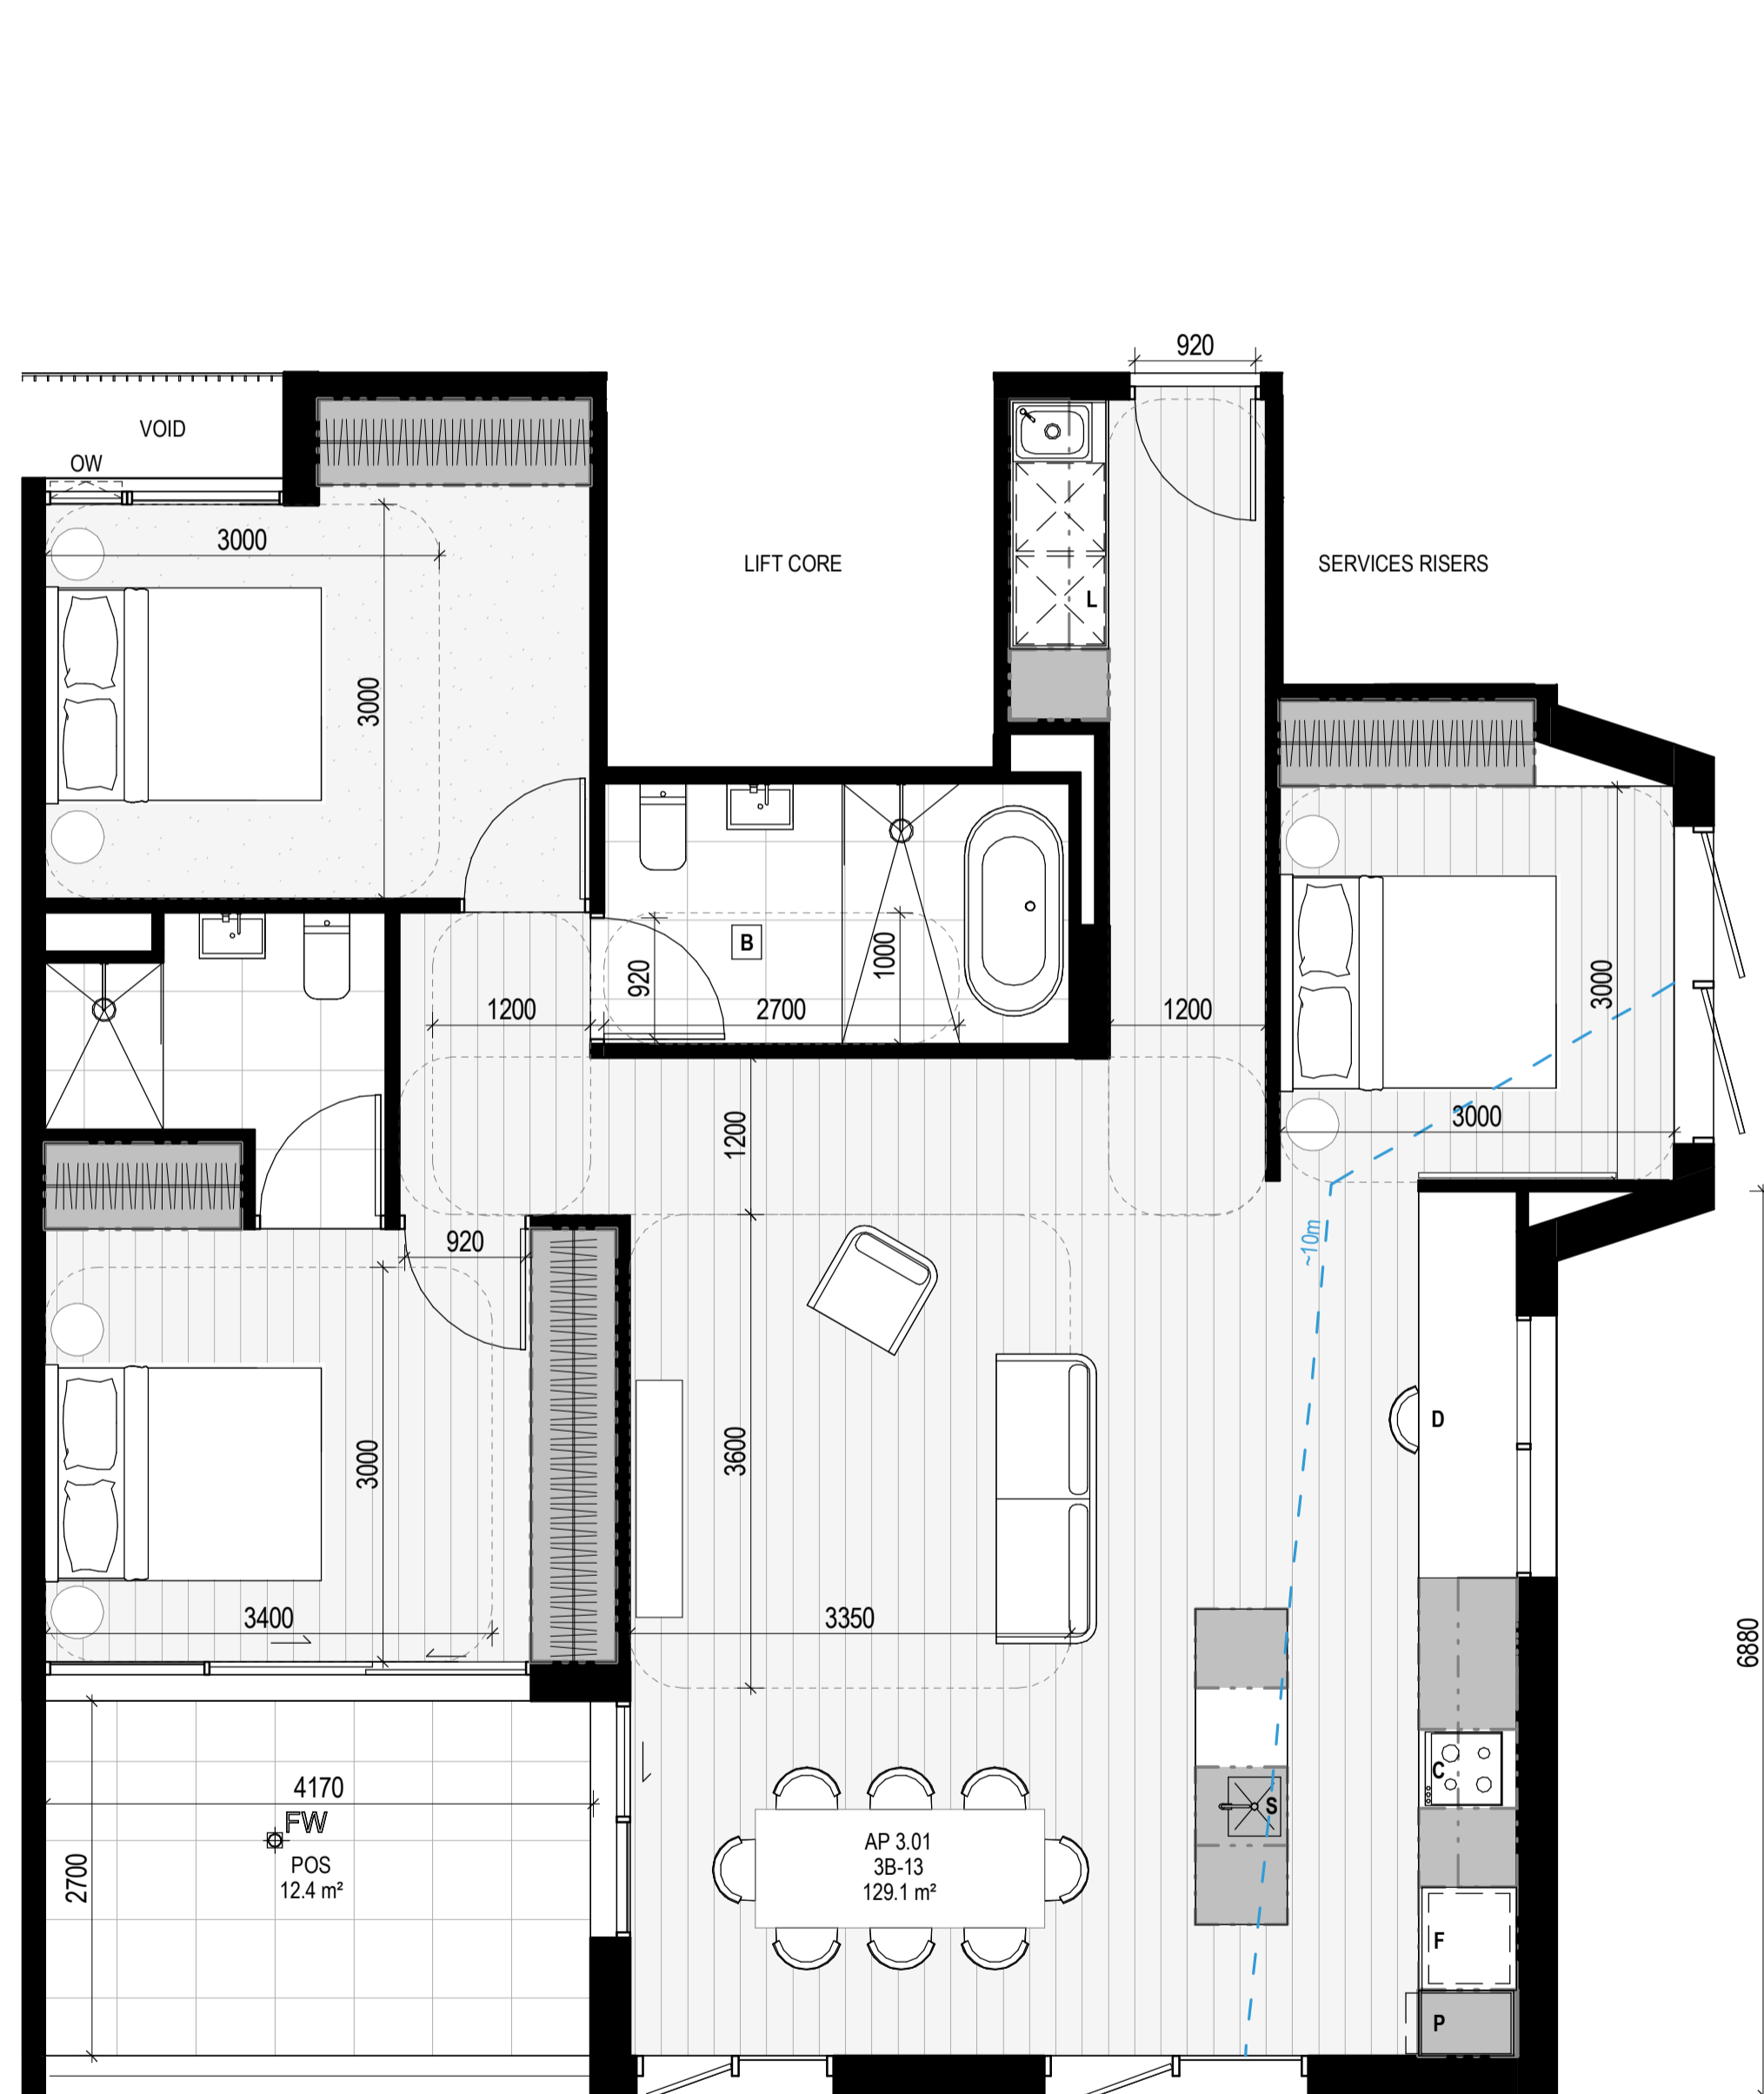 920
VOID
OW
3000
LIFT CORE
SERVICES RISERS
L
3000
B
920
1000
3000
1200
2700
1200
3000
1200
920
~10m
D
3000
3600
3400
3350
6880
C
4170
S
FW
AP 3.01
3B-13
129.1 m²
POS
12.4 m²
2700
F
P